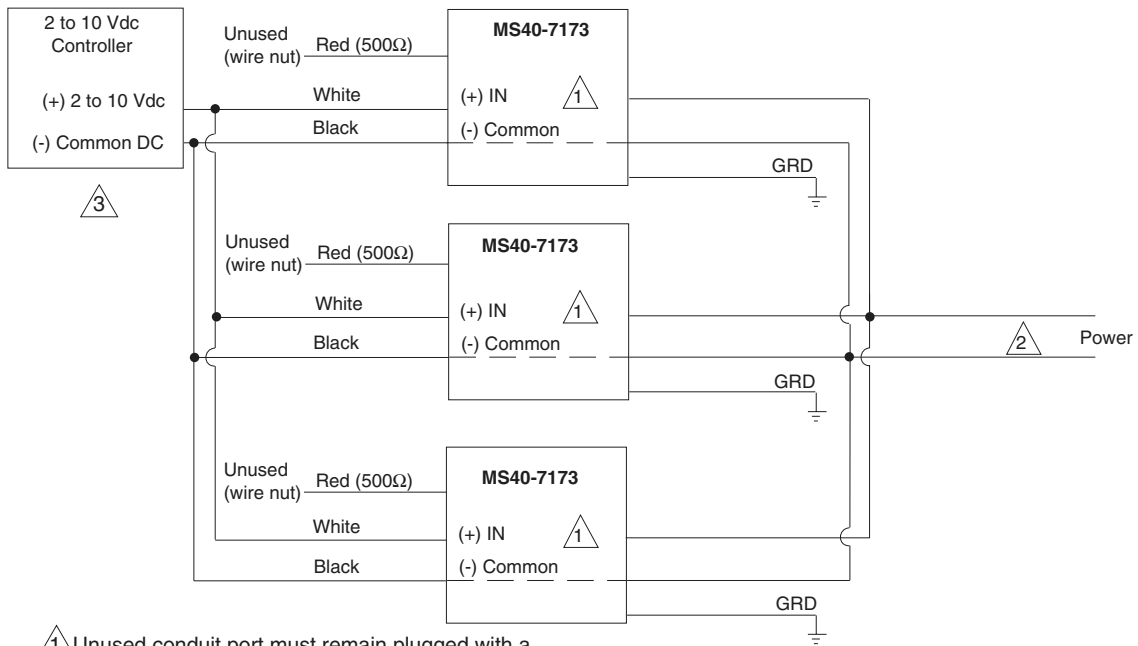 2 to 10 Vdc
Controller
(+) 2 to 10 Vdc
(-) Common DC
3
Unused
(wire nut)
Red (500Ω)
White
Black
MS40-7173
(+) IN
1
(-) Common
GRD
Unused
(wire nut)
Red (500Ω)
White
Black
MS40-7173
(+) IN
1
(-) Common
GRD
2
Power
Unused
(wire nut)
Red (500Ω)
White
Black
MS40-7173
(+) IN
1
(-) Common
GRD
1 Unused conduit port must remain plugged with a